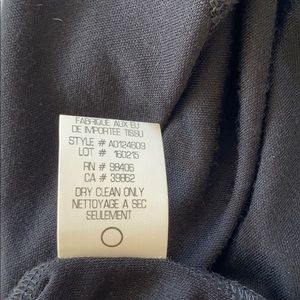 FABRIQUE AUX EU
DE IMPORTEE TISSU
STYLE # A0124609
LOT # 160215
RN # 98406
CA # 39862
DRY CLEAN ONLY
NETTOYAGE A SEC
SEULEMENT